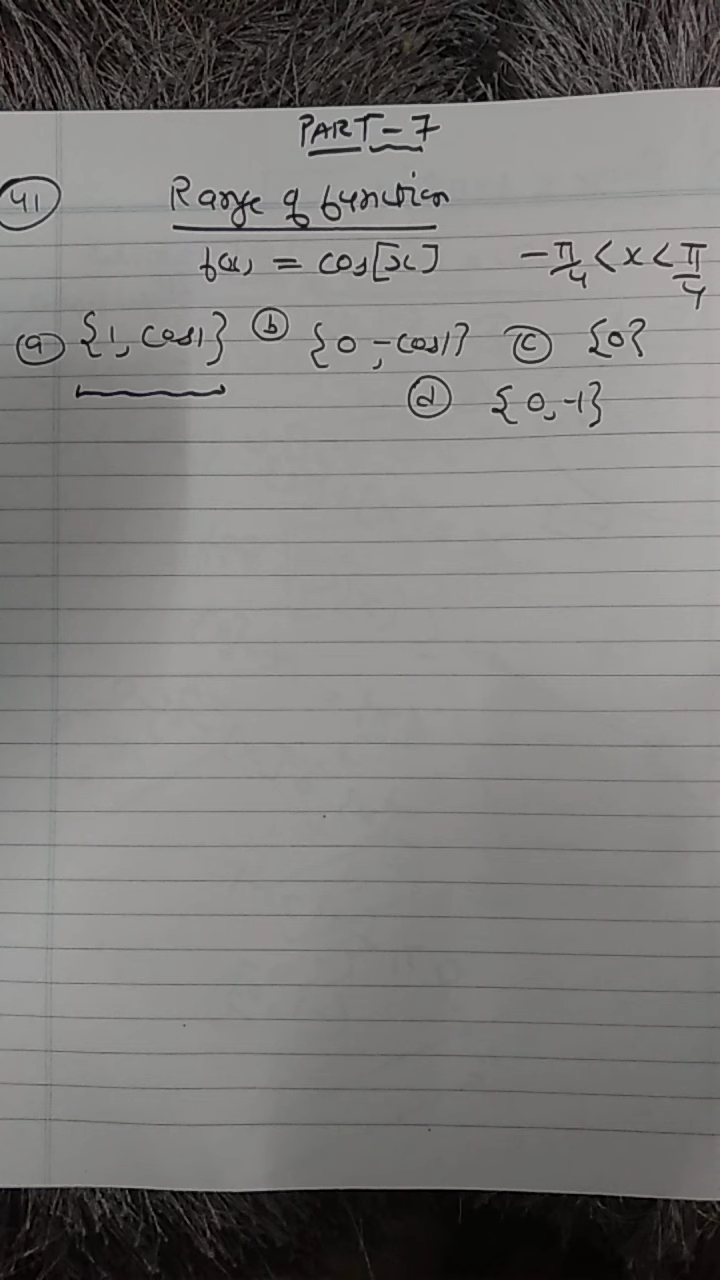 PART-7
41 Range of function
f(x) = cos[x] -π/4 < x < π/4
(a) {1, cos1} (b) {0, -cos1} (c) {0}
(d) {0, -1}